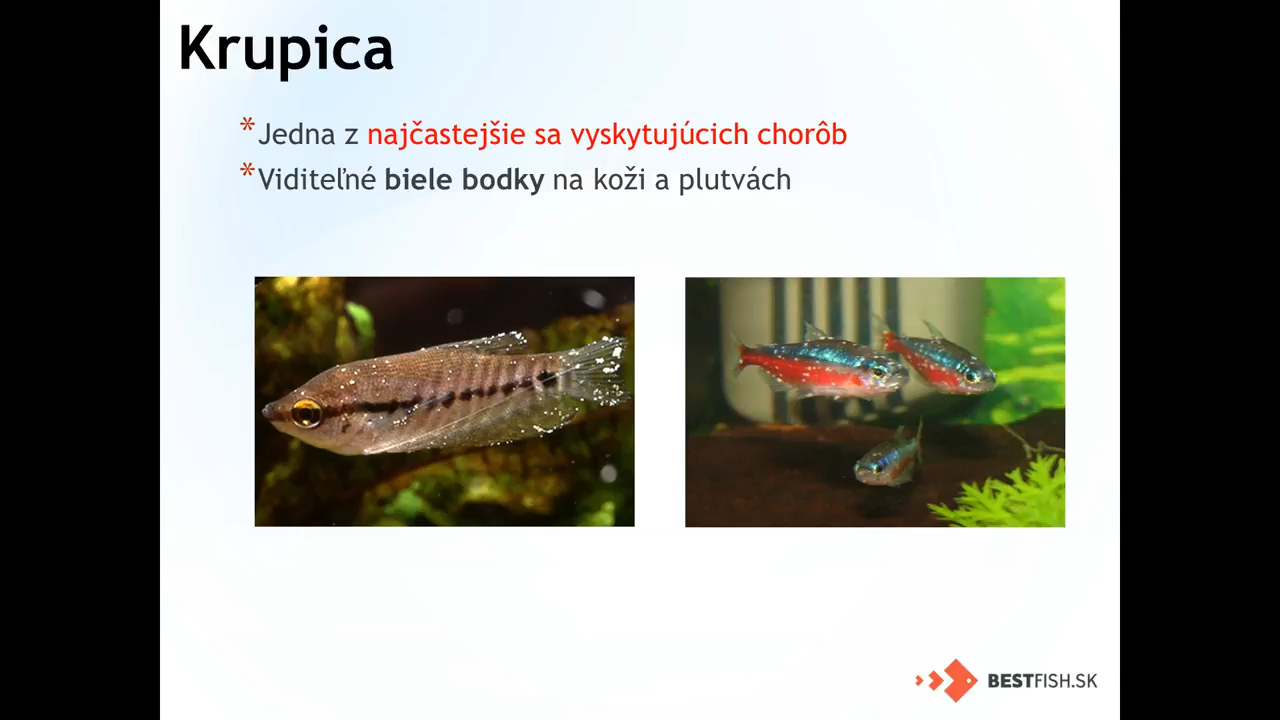 Krupica
*Jedna z najčastejšie sa vyskytujúcich chorôb
*Viditeľné biele bodky na koži a plutvách
BESTFISH.SK